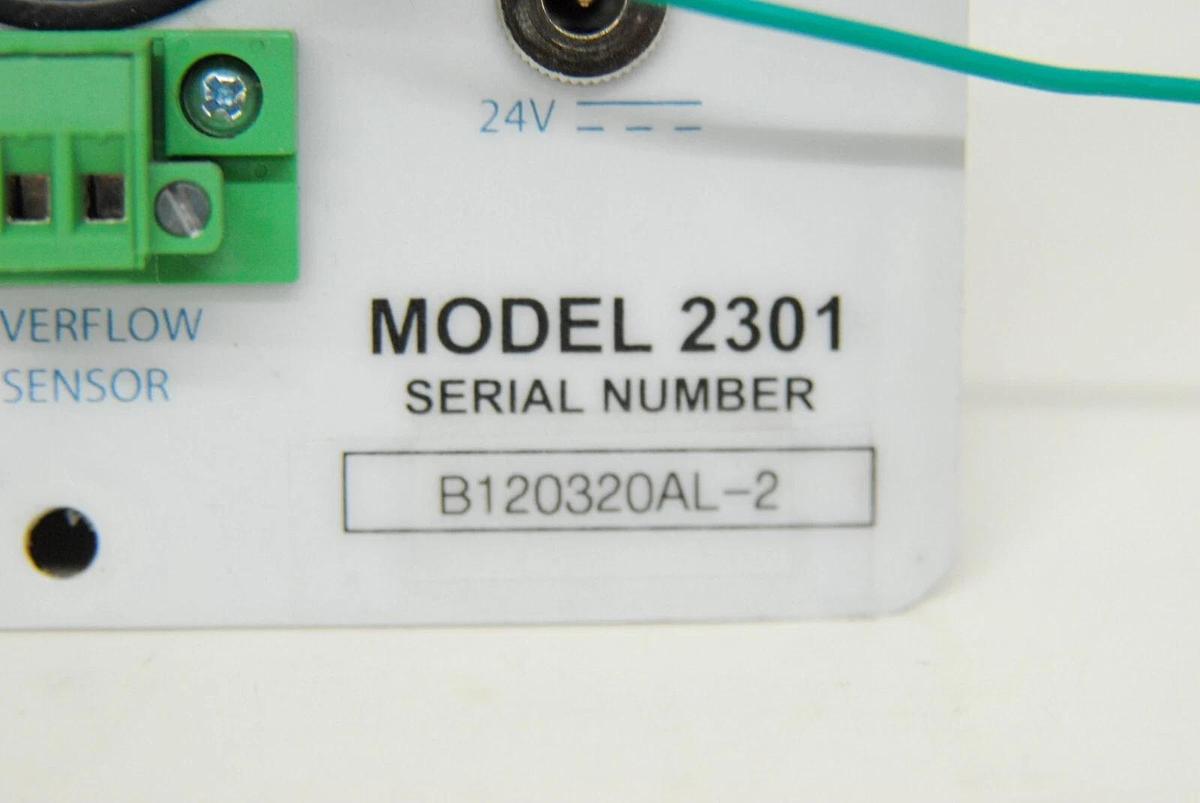 24V
VERFLOW
SENSOR
MODEL 2301
SERIAL NUMBER
B120320AL-2